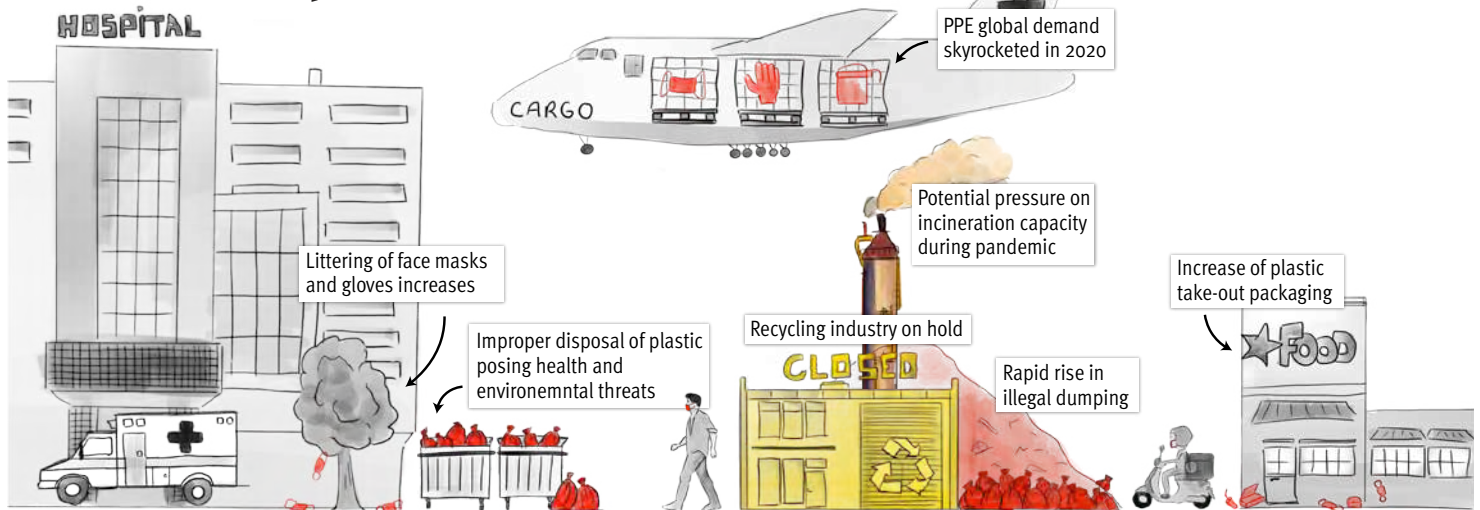 HOSPITAL
PPE global demand
skyrocketed in 2020
CARGO
Potential pressure on
incineration capacity
during pandemic
Littering of face masks
and gloves increases
Increase of plastic
take-out packaging
Improper disposal of plastic
posing health and
environemntal threats
Recycling industry on hold
CLOSED
Rapid rise in
illegal dumping
FOOD